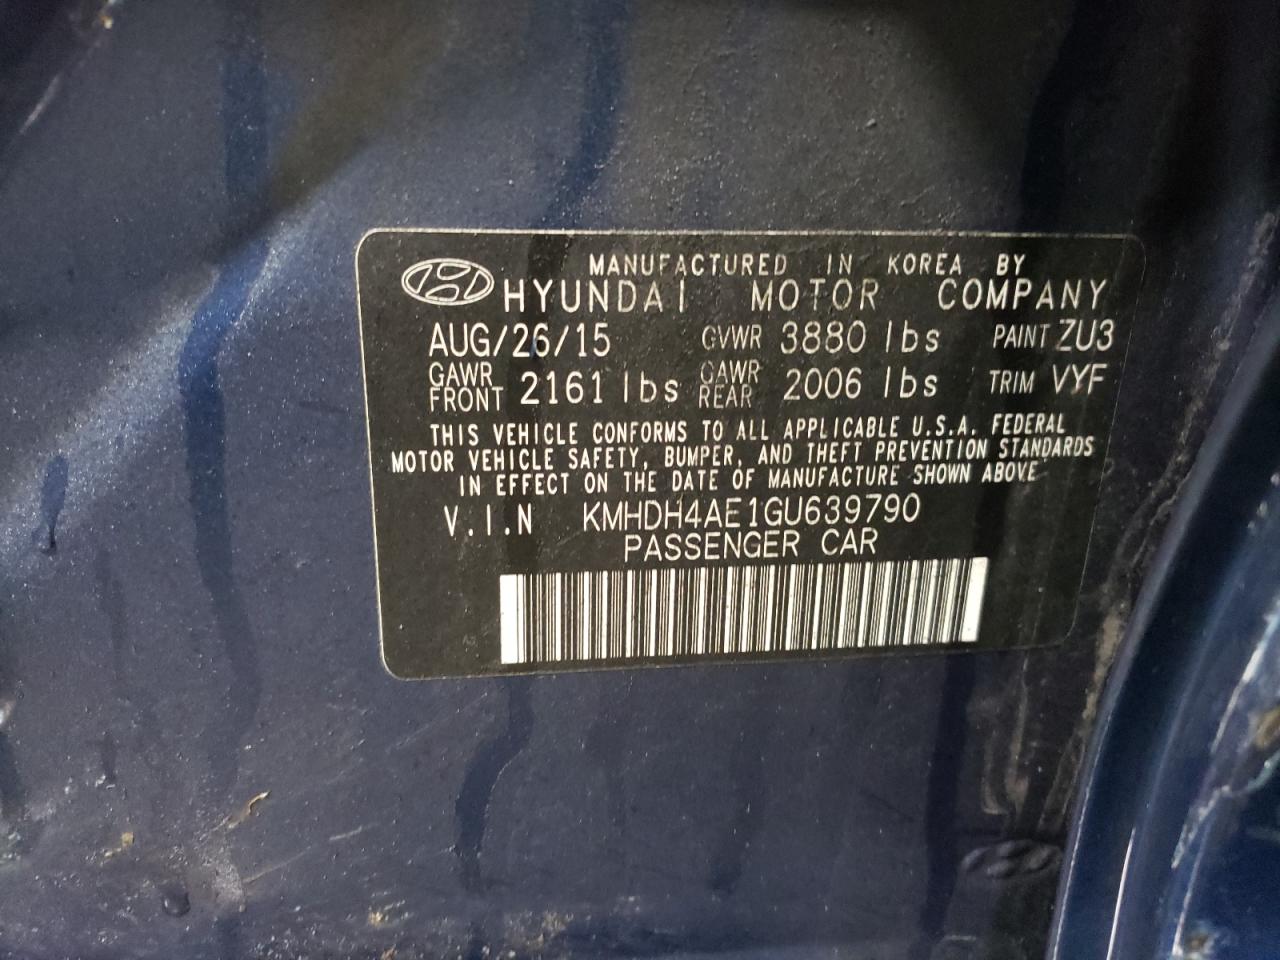 MANUFACTURED IN KOREA BY
HYUNDAI MOTOR COMPANY
AUG/26/15 GVWR 3880 lbs PAINT ZU3
GAWR FRONT 2161 lbs GAWR REAR 2006 lbs TRIM VYF
THIS VEHICLE CONFORMS TO ALL APPLICABLE U.S.A. FEDERAL
MOTOR VEHICLE SAFETY, BUMPER, AND THEFT PREVENTION STANDARDS
IN EFFECT ON THE DATE OF MANUFACTURE SHOWN ABOVE
V.I.N KMHDH4AE1GU639790
PASSENGER CAR